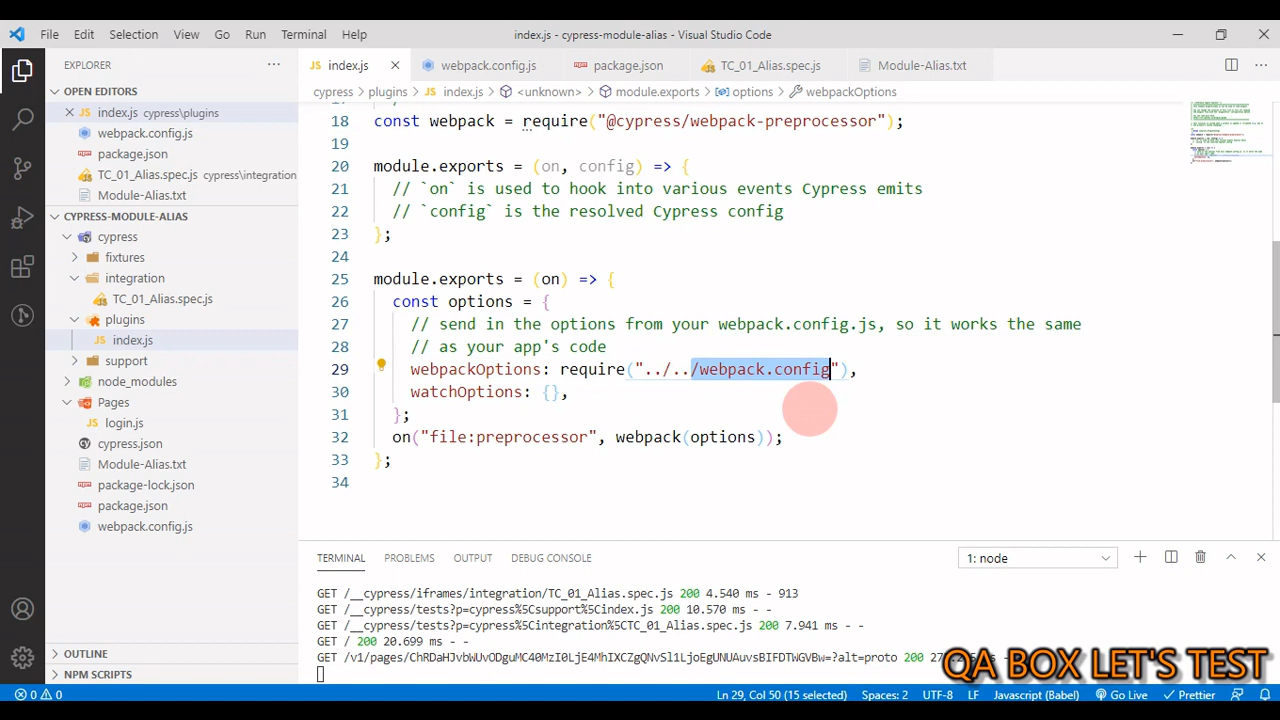 File Edit Selection View Go Run Terminal Help
index.js - cypress-module-alias - Visual Studio Code
EXPLORER
OPEN EDITORS
index.js cypress\plugins
webpack.config.js
package.json
TC_01_Alias.spec.js cypress\integration
Module-Alias.txt
CYPRESS-MODULE-ALIAS
cypress
fixtures
integration
TC_01_Alias.spec.js
plugins
index.js
support
node_modules
Pages
login.js
cypress.json
Module-Alias.txt
package-lock.json
package.json
webpack.config.js
OUTLINE
NPM SCRIPTS
index.js webpack.config.js package.json TC_01_Alias.spec.js Module-Alias.txt
cypress > plugins > index.js > <unknown> > module.exports > options > webpackOptions
18 const webpack = require("@cypress/webpack-preprocessor");
19
20 module.exports = (on, config) => {
21 // `on` is used to hook into various events Cypress emits
22 // `config` is the resolved Cypress config
23 };
24
25 module.exports = (on) => {
26 const options = {
27 // send in the options from your webpack.config.js, so it works the same
28 // as your app's code
29 webpackOptions: require("../../webpack.config"),
30 watchOptions: {},
31 };
32 on("file:preprocessor", webpack(options));
33 };
34
TERMINAL PROBLEMS OUTPUT DEBUG CONSOLE
1: node
GET /__cypress/iframes/integration/TC_01_Alias.spec.js 200 4.540 ms - 913
GET /__cypress/tests?p=cypress%5Csupport%5Cindex.js 200 10.570 ms - -
GET /__cypress/tests?p=cypress%5Cintegration%5CTC_01_Alias.spec.js 200 7.941 ms - -
GET / 200 20.699 ms - -
QA BOX LET'S TEST
0 0
Ln 29, Col 50 (15 selected) Spaces: 2 UTF-8 LF Javascript (Babel) Go Live Prettier